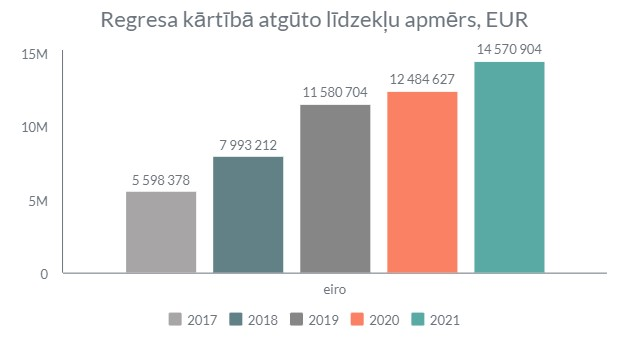 Regresa kārtībā atgūto līdzekļu apmērs, EUR
15M
10M
5M
0
5 598 378
7 993 212
11 580 704
12 484 627
14 570 904
eiro
2017 2018 2019 2020 2021